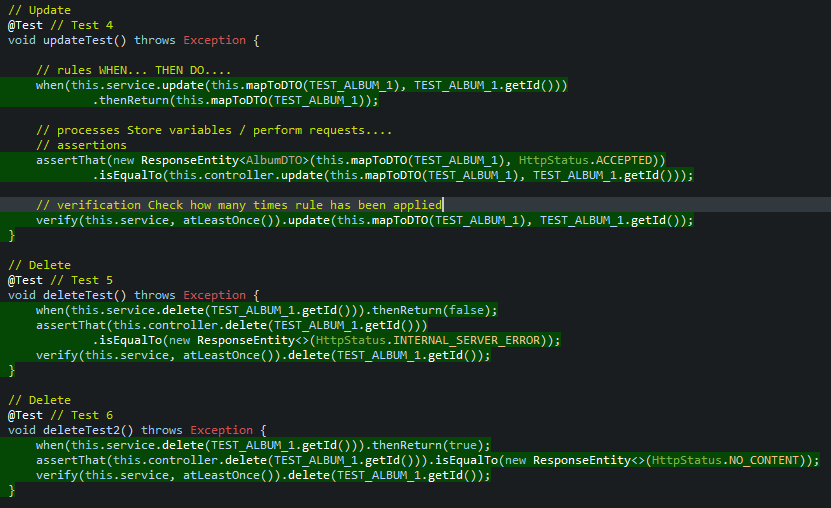 // Update
@Test // Test 4
void updateTest() throws Exception {
// rules WHEN... THEN DO....
when(this.service.update(this.mapToDTO(TEST_ALBUM_1), TEST_ALBUM_1.getId()))
.thenReturn(this.mapToDTO(TEST_ALBUM_1));
// processes Store variables / perform requests....
// assertions
assertThat(new ResponseEntity<AlbumDTO>(this.mapToDTO(TEST_ALBUM_1), HttpStatus.ACCEPTED))
.isEqualTo(this.controller.update(this.mapToDTO(TEST_ALBUM_1), TEST_ALBUM_1.getId()));
// verification Check how many times rule has been applied
verify(this.service, atLeastOnce()).update(this.mapToDTO(TEST_ALBUM_1), TEST_ALBUM_1.getId());
}
// Delete
@Test // Test 5
void deleteTest() throws Exception {
when(this.service.delete(TEST_ALBUM_1.getId())).thenReturn(false);
assertThat(this.controller.delete(TEST_ALBUM_1.getId()))
.isEqualTo(new ResponseEntity<>(HttpStatus.INTERNAL_SERVER_ERROR));
verify(this.service, atLeastOnce()).delete(TEST_ALBUM_1.getId());
}
// Delete
@Test // Test 6
void deleteTest2() throws Exception {
when(this.service.delete(TEST_ALBUM_1.getId())).thenReturn(true);
assertThat(this.controller.delete(TEST_ALBUM_1.getId())).isEqualTo(new ResponseEntity<>(HttpStatus.NO_CONTENT));
verify(this.service, atLeastOnce()).delete(TEST_ALBUM_1.getId());
}